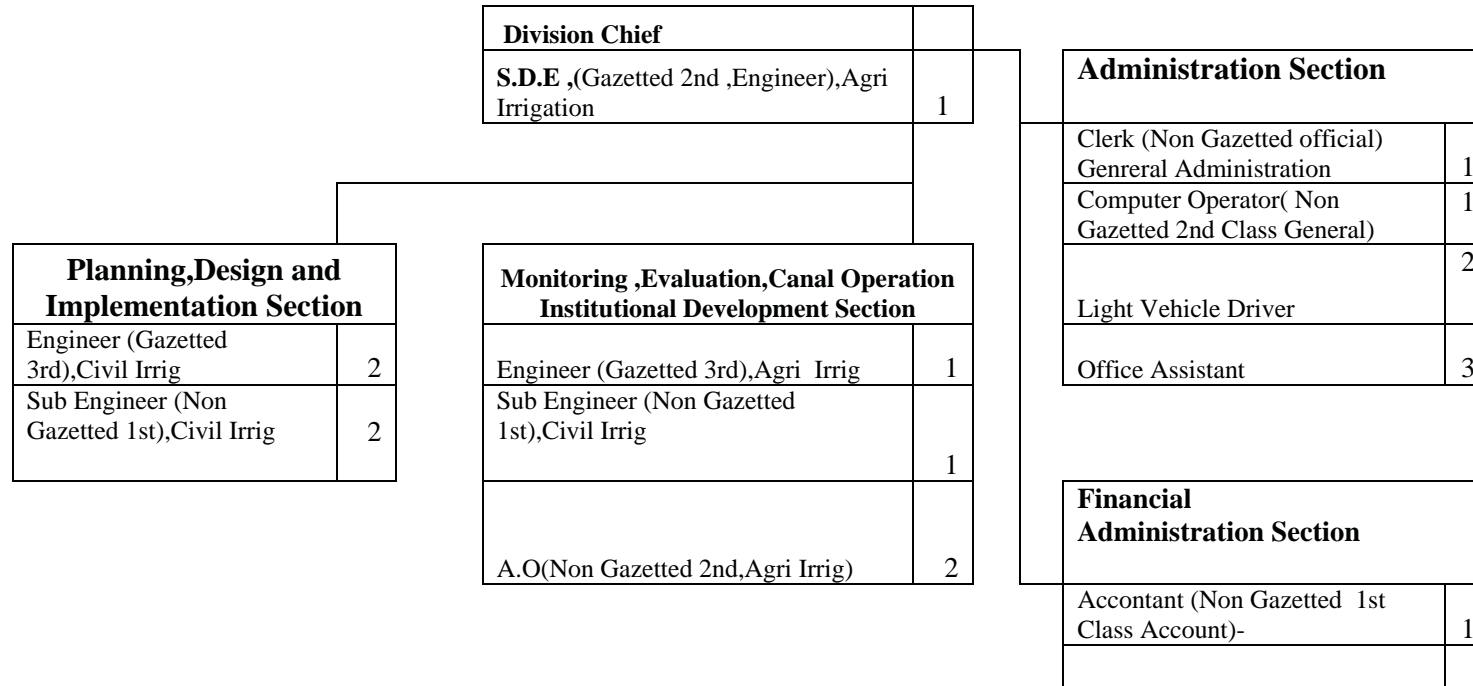 Division Chief
S.D.E ,(Gazetted 2nd ,Engineer),Agri
Irrigation 1
Administration Section
Clerk (Non Gazetted official)
Genreral Administration 1
Computer Operator( Non 1
Gazetted 2nd Class General)
2
Light Vehicle Driver
Office Assistant 3
Planning,Design and
Implementation Section
Engineer (Gazetted
3rd),Civil Irrig 2
Sub Engineer (Non
Gazetted 1st),Civil Irrig 2
Monitoring ,Evaluation,Canal Operation
Institutional Development Section
Engineer (Gazetted 3rd),Agri Irrig 1
Sub Engineer (Non Gazetted
1st),Civil Irrig
1
A.O(Non Gazetted 2nd,Agri Irrig) 2
Financial
Administration Section
Accontant (Non Gazetted 1st
Class Account)- 1